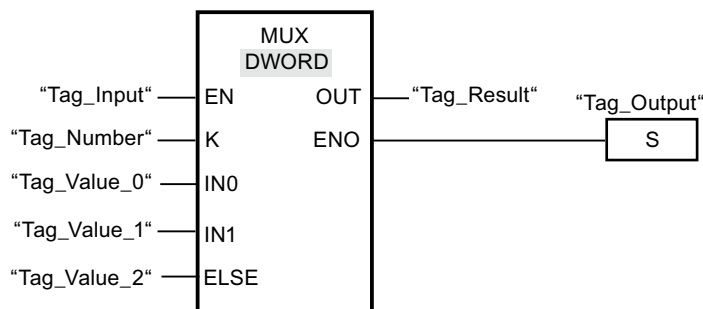 MUX
DWORD
“Tag_Input“ EN OUT “Tag_Result“
“Tag_Output“
“Tag_Number“ K ENO S
“Tag_Value_0“ IN0
“Tag_Value_1“ IN1
“Tag_Value_2“ ELSE